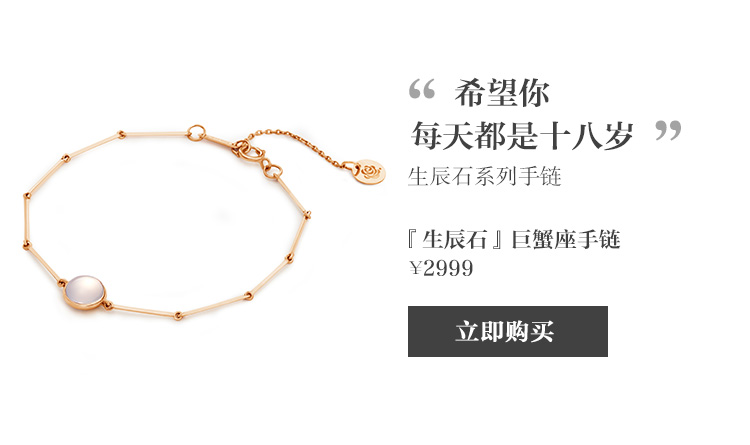 “ 希望你
每天都是十八岁 ”
生辰石系列手链
『 生辰石 』巨蟹座手链
¥2999
立即购买